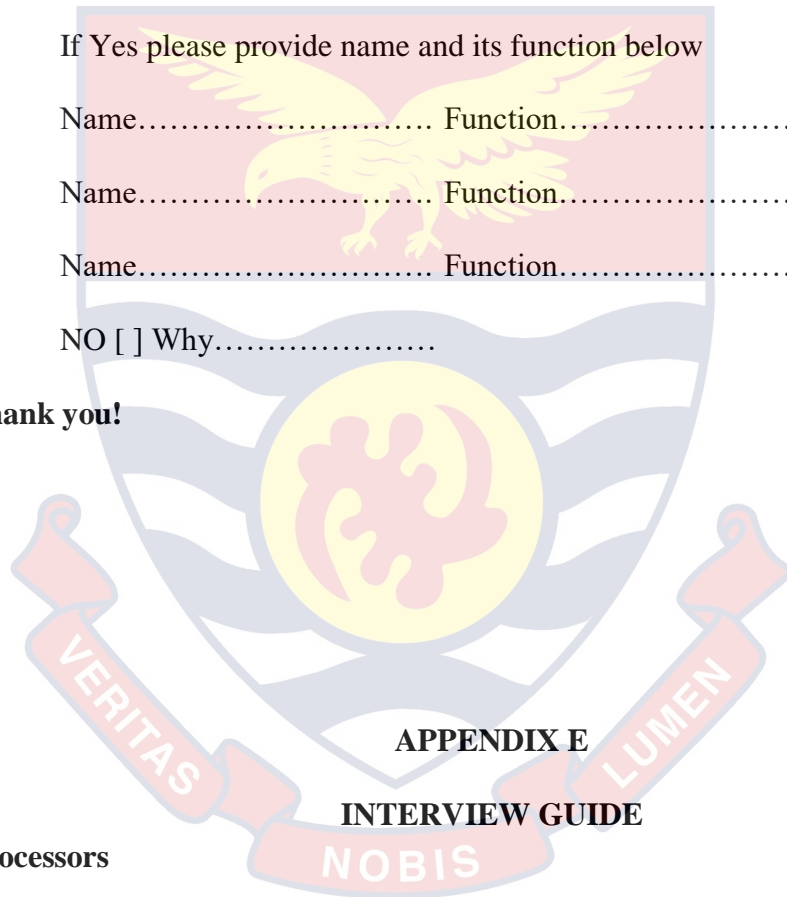 If Yes please provide name and its function below
Name………………………. Function…………………
Name………………………. Function…………………
Name………………………. Function…………………
NO [ ] Why…………………
hank you!
APPENDIX E
INTERVIEW GUIDE
ocessors
VERITAS
NOBIS
LUMEN